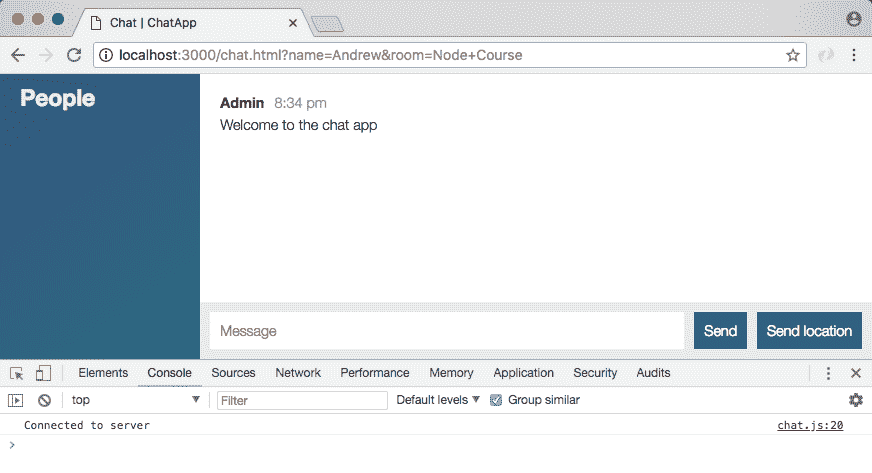 Chat | ChatApp
localhost:3000/chat.html?name=Andrew&room=Node+Course
People
Admin 8:34 pm
Welcome to the chat app
Message Send Send location
Elements Console Sources Network Performance Memory Application Security Audits
top Filter Default levels Group similar
Connected to server chat.js:20